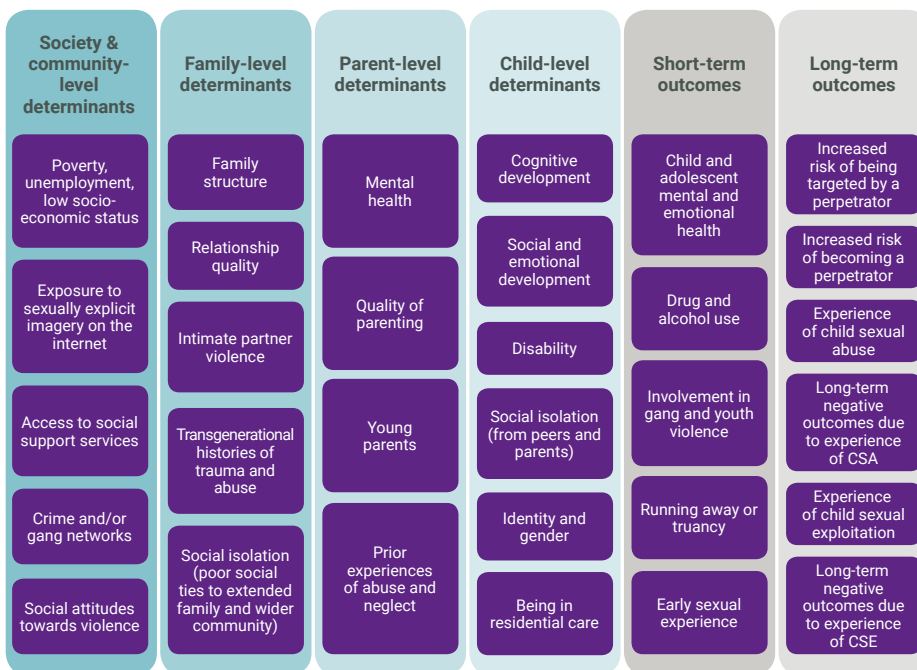 Society &
community-
level
determinants
Poverty,
unemployment,
low socio-
economic status
Exposure to
sexually explicit
imagery on the
internet
Access to social
support services
Crime and/or
gang networks
Social attitudes
towards violence
Family-level
determinants
Family
structure
Relationship
quality
Intimate partner
violence
Transgenerational
histories of
trauma and
abuse
Social isolation
(poor social
ties to extended
family and wider
community)
Parent-level
determinants
Mental
health
Quality of
parenting
Young
parents
Prior
experiences
of abuse and
neglect
Child-level
determinants
Cognitive
development
Social and
emotional
development
Disability
Social isolation
(from peers and
parents)
Identity and
gender
Being in
residential care
Short-term
outcomes
Child and
adolescent
mental and
emotional
health
Drug and
alcohol use
Involvement in
gang and youth
violence
Running away or
truancy
Early sexual
experience
Long-term
outcomes
Increased
risk of being
targeted by a
perpetrator
Increased risk
of becoming a
perpetrator
Experience
of child sexual
abuse
Long-term
negative
outcomes due
to experience
of CSA
Experience
of child sexual
exploitation
Long-term
negative
outcomes due
to experience
of CSE